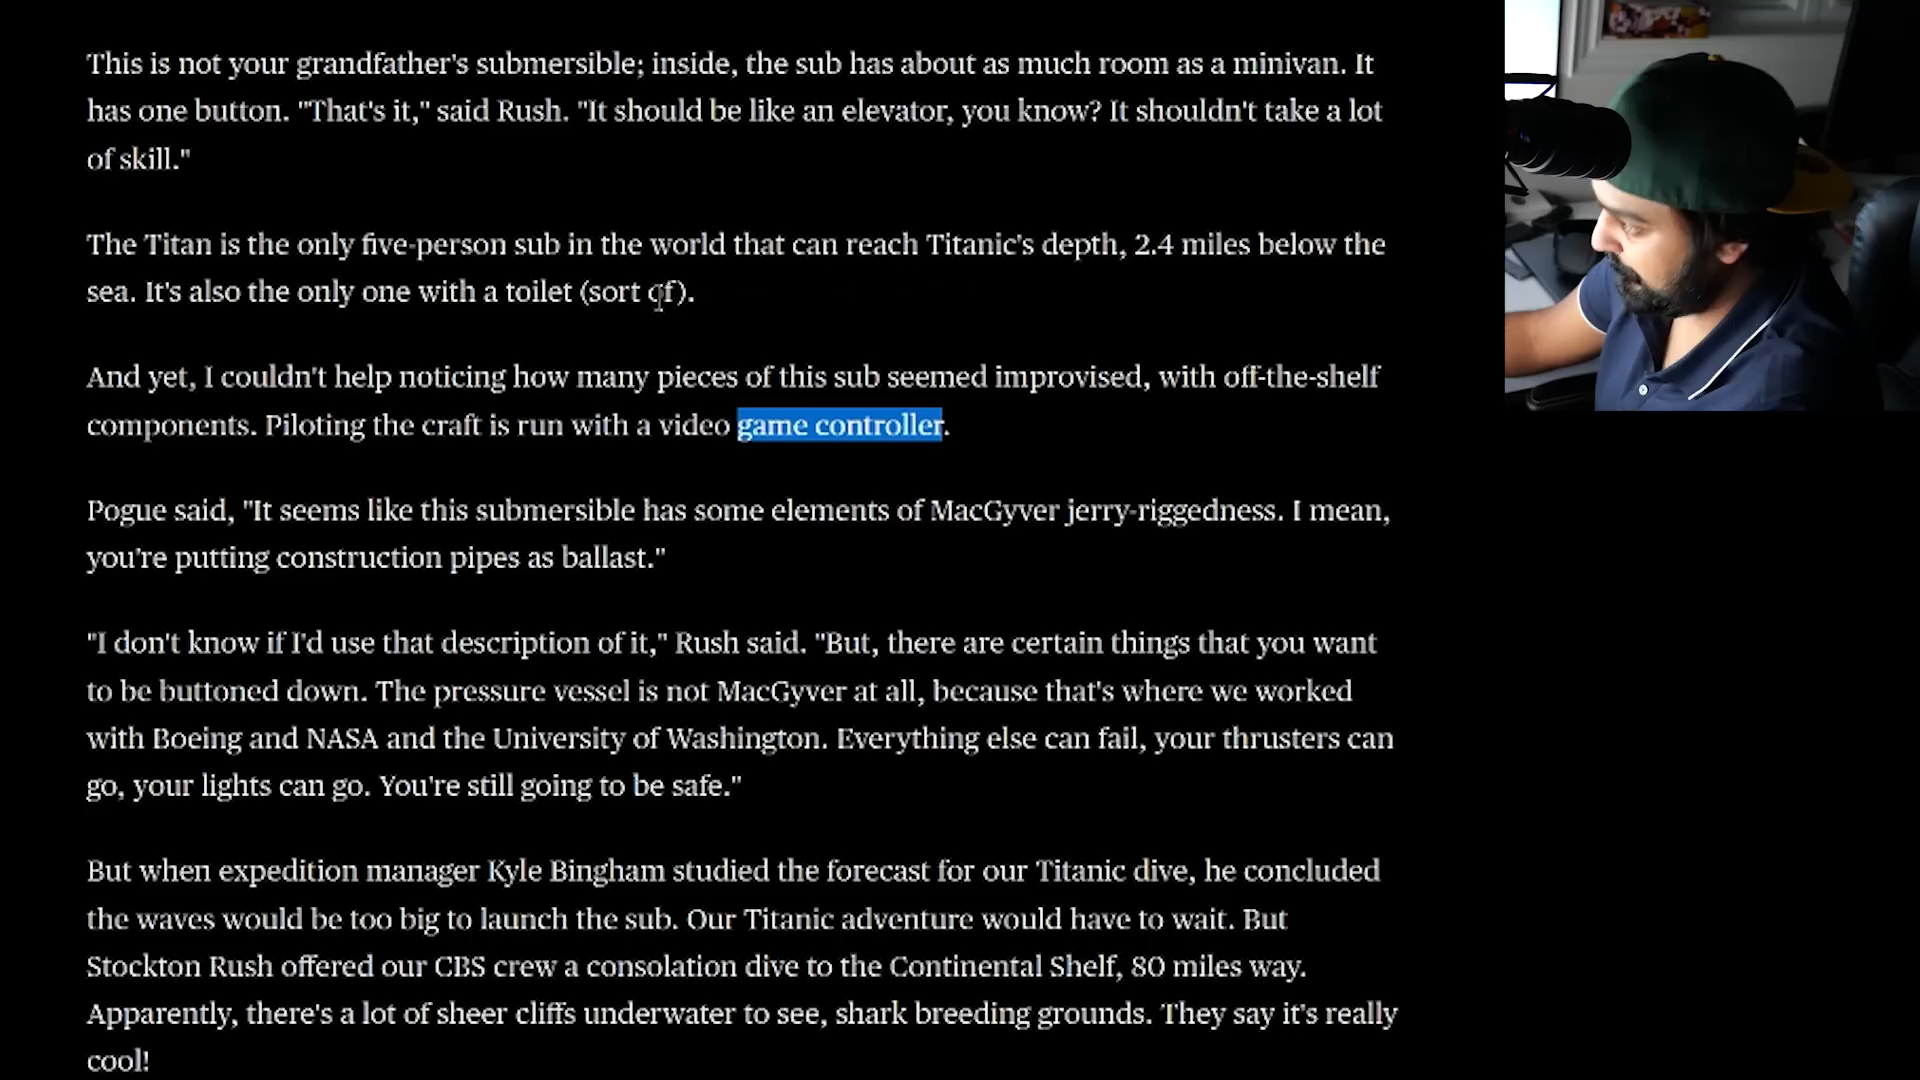 This is not your grandfather's submersible; inside, the sub has about as much room as a minivan. It
has one button. "That's it," said Rush. "It should be like an elevator, you know? It shouldn't take a lot
of skill."
The Titan is the only five-person sub in the world that can reach Titanic's depth, 2.4 miles below the
sea. It's also the only one with a toilet (sort of).
And yet, I couldn't help noticing how many pieces of this sub seemed improvised, with off-the-shelf
components. Piloting the craft is run with a video game controller.
Pogue said, "It seems like this submersible has some elements of MacGyver jerry-riggedness. I mean,
you're putting construction pipes as ballast."
"I don't know if I'd use that description of it," Rush said. "But, there are certain things that you want
to be buttoned down. The pressure vessel is not MacGyver at all, because that's where we worked
with Boeing and NASA and the University of Washington. Everything else can fail, your thrusters can
go, your lights can go. You're still going to be safe."
But when expedition manager Kyle Bingham studied the forecast for our Titanic dive, he concluded
the waves would be too big to launch the sub. Our Titanic adventure would have to wait. But
Stockton Rush offered our CBS crew a consolation dive to the Continental Shelf, 80 miles way.
Apparently, there's a lot of sheer cliffs underwater to see, shark breeding grounds. They say it's really
cool!